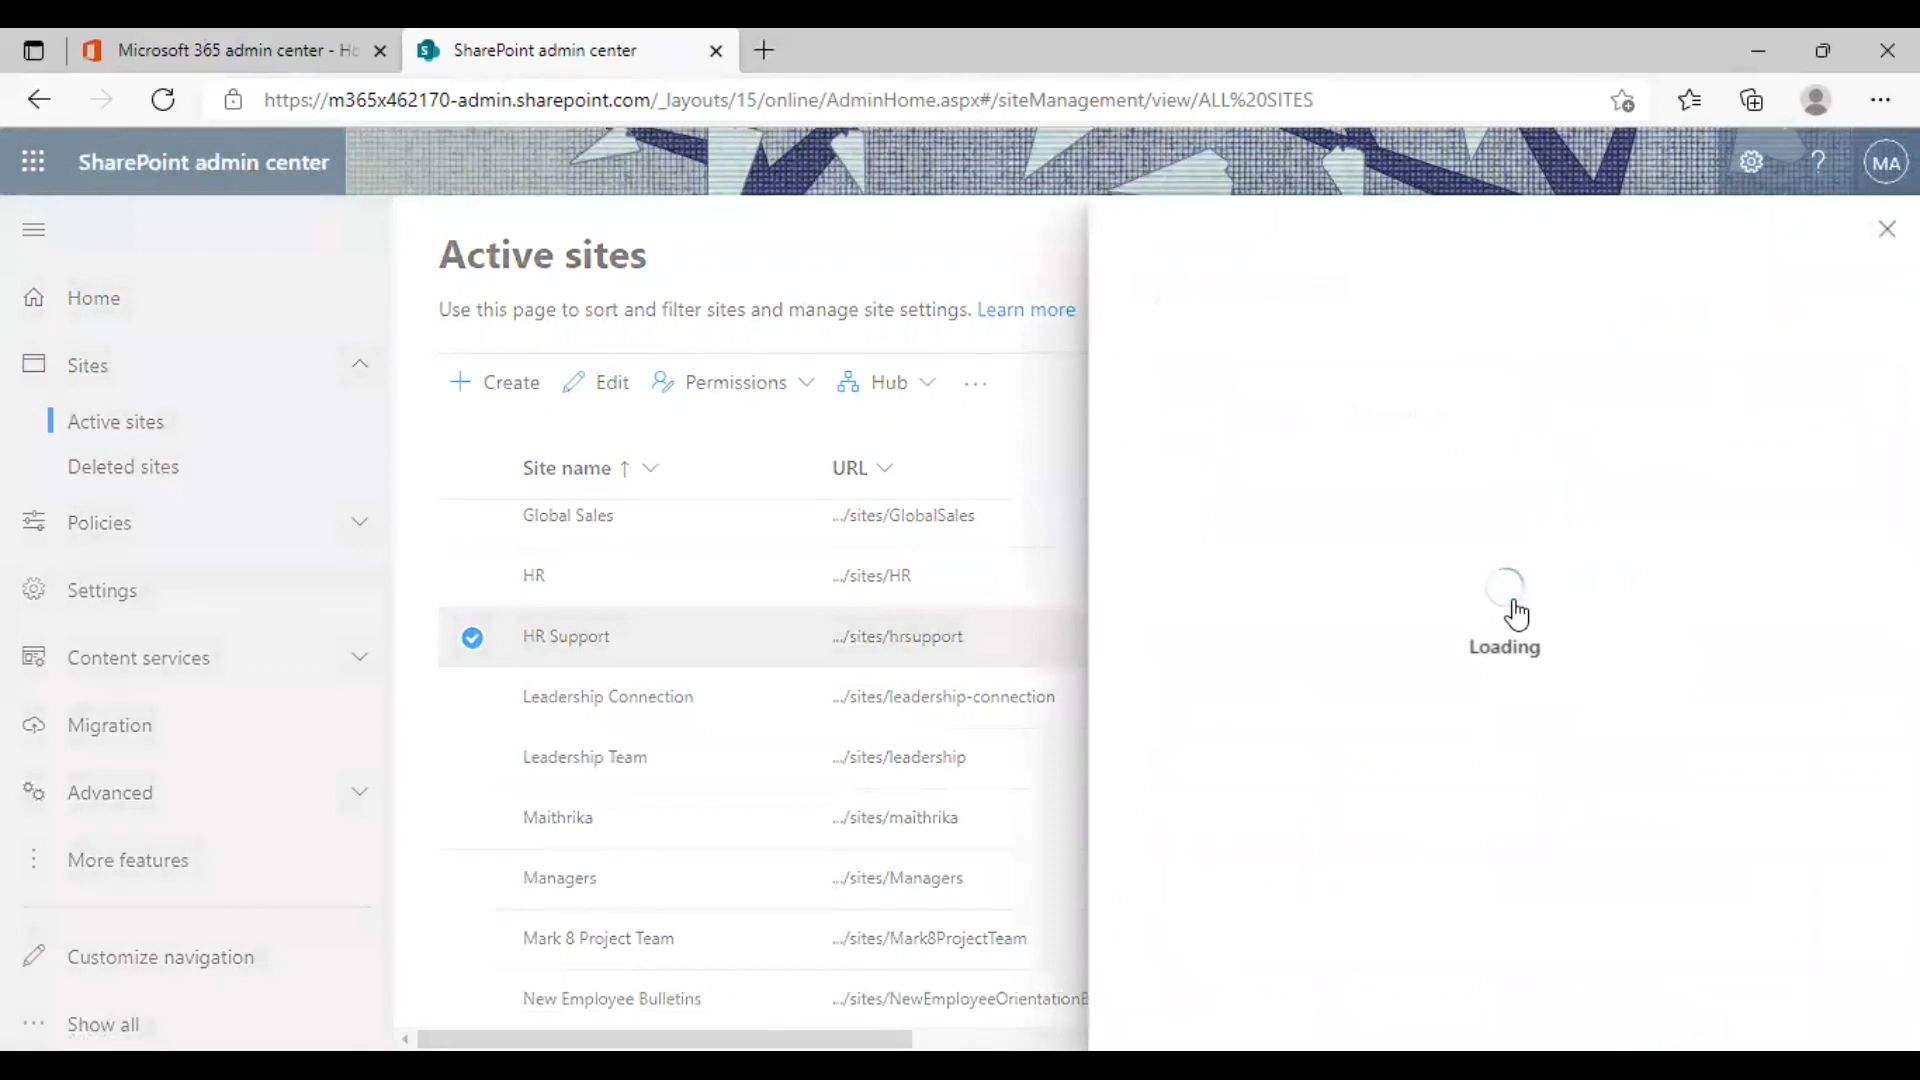 Microsoft 365 admin center - Ho
SharePoint admin center
https://m365x462170-admin.sharepoint.com/_layouts/15/online/AdminHome.aspx#/siteManagement/view/ALL%20SITES
SharePoint admin center
?
MA
Home
Sites
Active sites
Deleted sites
Policies
Settings
Content services
Migration
Advanced
More features
Customize navigation
Show all
Active sites
Use this page to sort and filter sites and manage site settings. Learn more
Create Edit Permissions Hub ...
Site name ↑ URL
Global Sales .../sites/GlobalSales
HR .../sites/HR
HR Support .../sites/hrsupport
Leadership Connection .../sites/leadership-connection
Leadership Team .../sites/leadership
Maithrika .../sites/maithrika
Managers .../sites/Managers
Mark 8 Project Team .../sites/Mark8ProjectTeam
New Employee Bulletins .../sites/NewEmployeeOrientationB
Loading